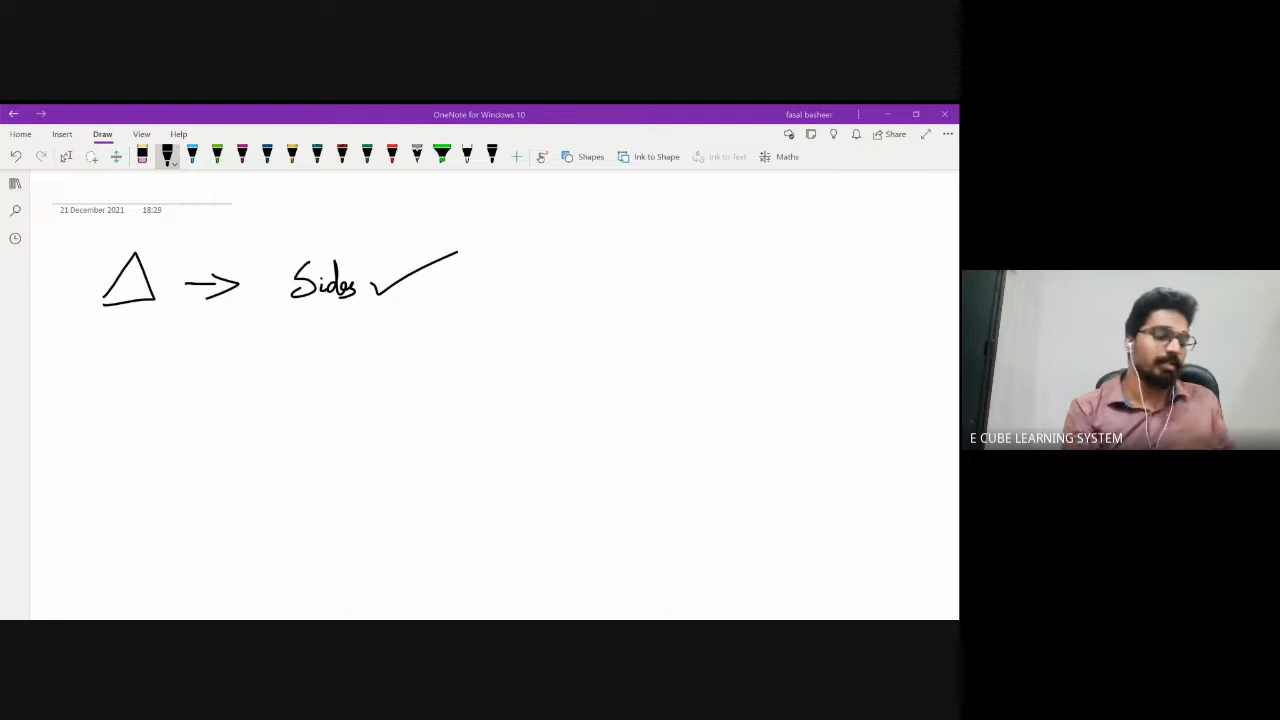 OneNote for Windows 10
fasal basheer
Home Insert Draw View Help
Share
Shapes Ink to Shape Ink to Text Maths
21 December 2021 18:29
Sides
E CUBE LEARNING SYSTEM